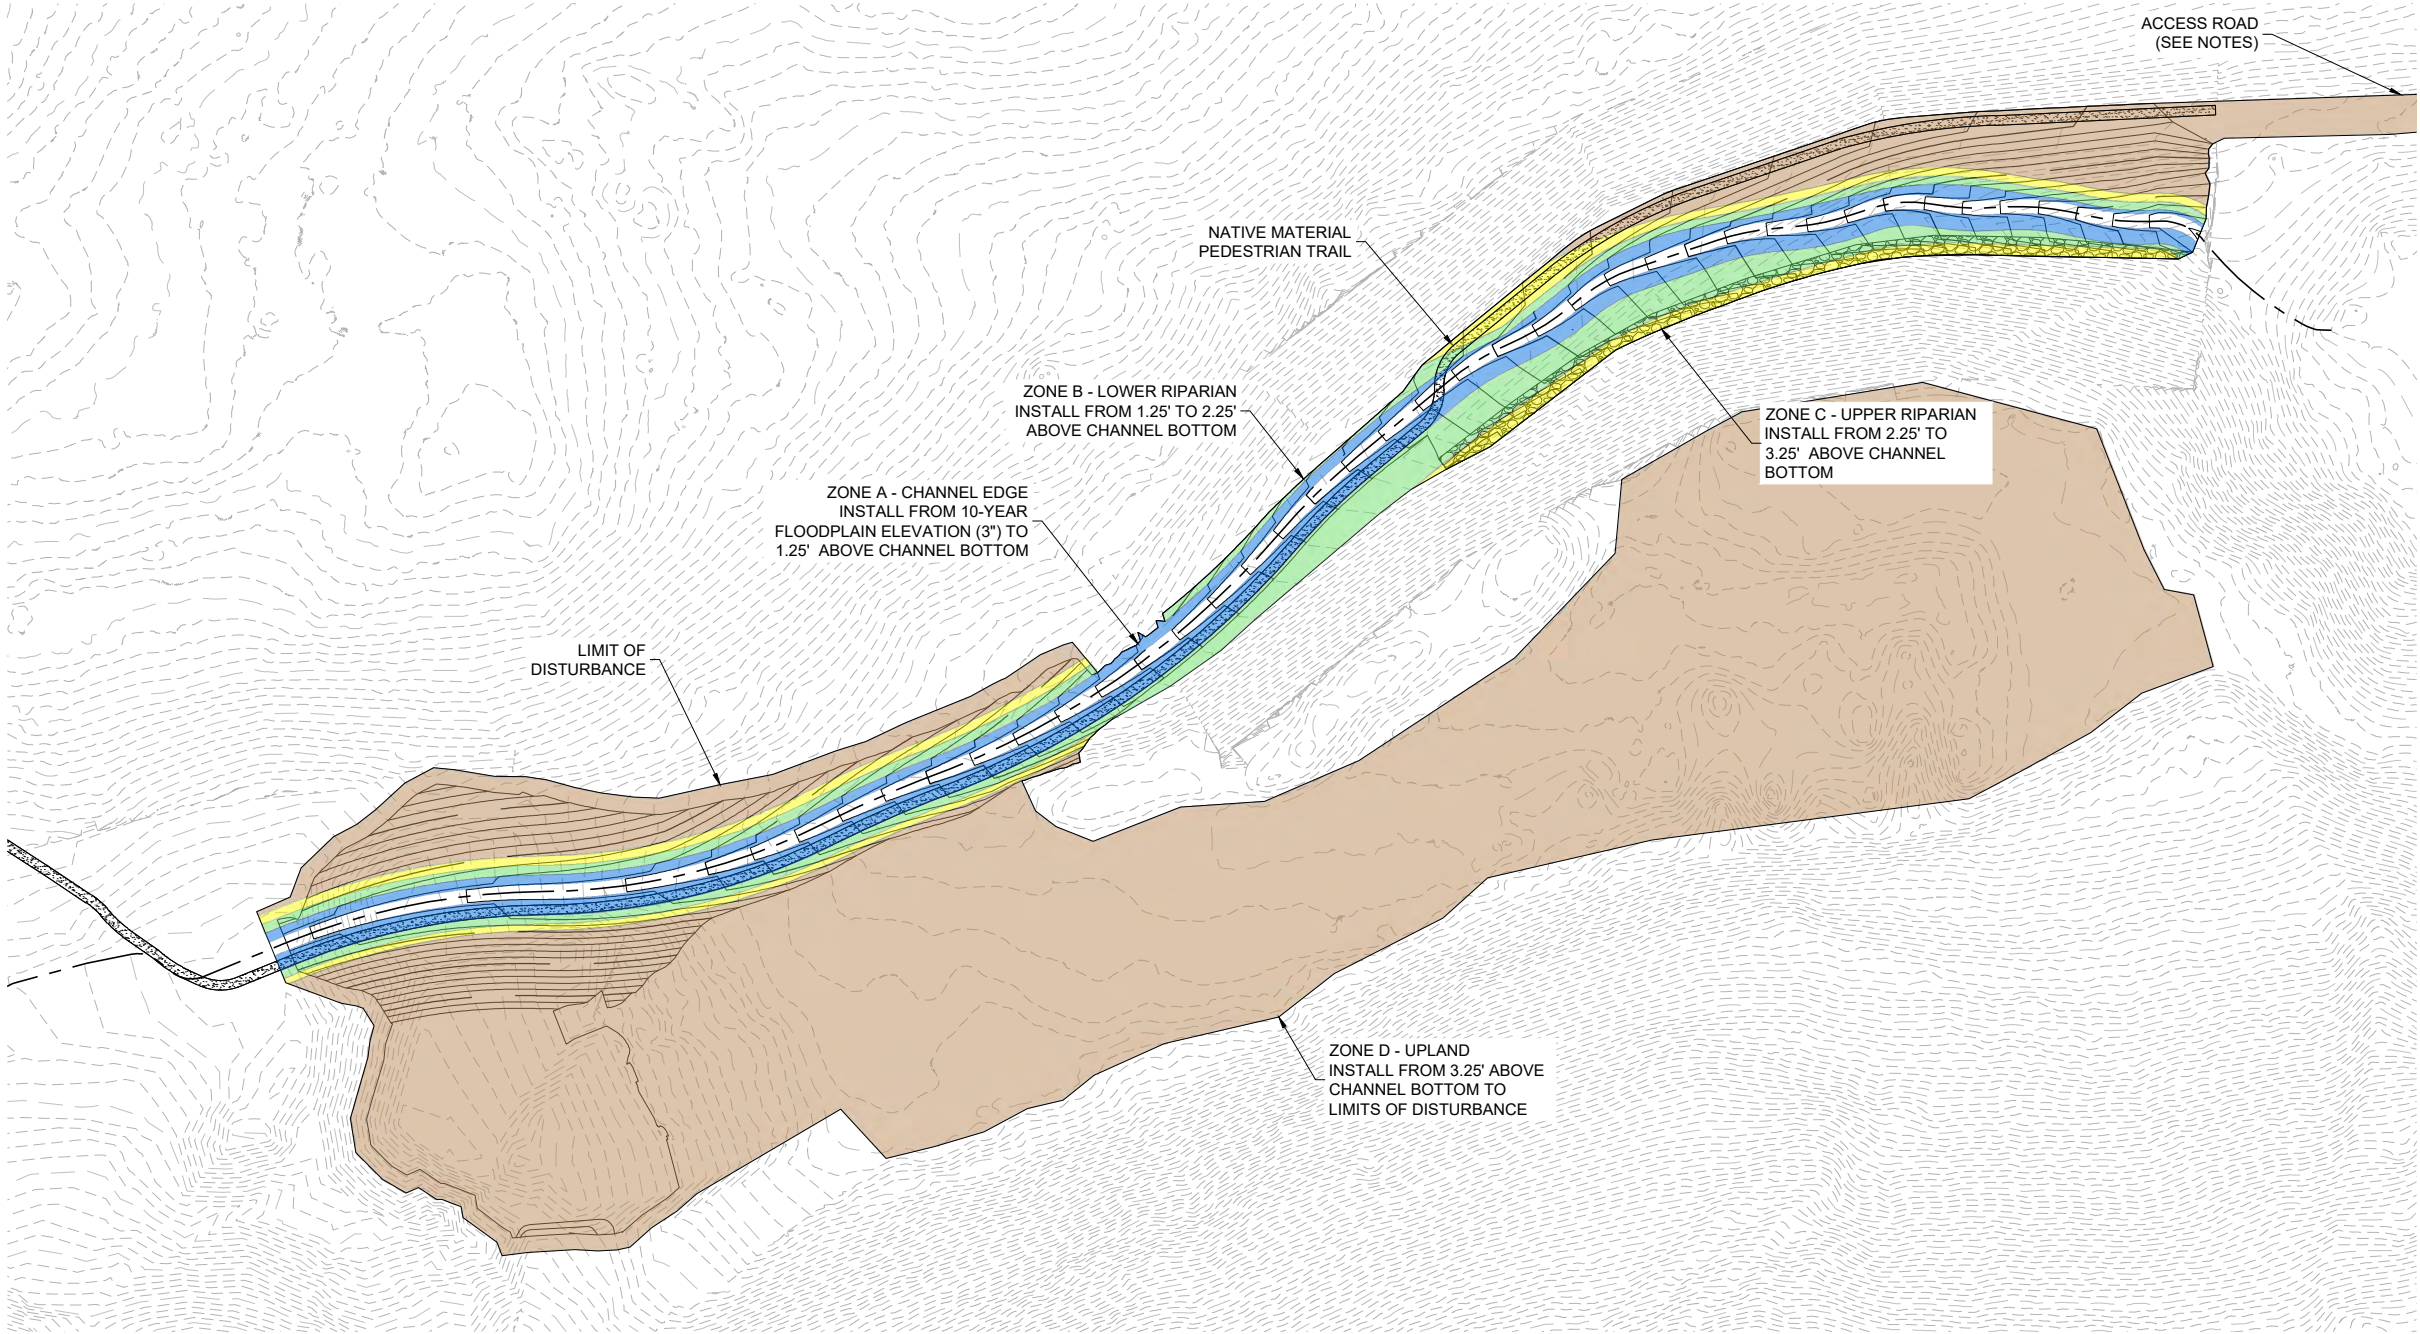 ACCESS ROAD
(SEE NOTES)
NATIVE MATERIAL
PEDESTRIAN TRAIL
ZONE B - LOWER RIPARIAN
INSTALL FROM 1.25' TO 2.25'
ABOVE CHANNEL BOTTOM
ZONE C - UPPER RIPARIAN
INSTALL FROM 2.25' TO
3.25' ABOVE CHANNEL
BOTTOM
ZONE A - CHANNEL EDGE
INSTALL FROM 10-YEAR
FLOODPLAIN ELEVATION (3") TO
1.25' ABOVE CHANNEL BOTTOM
LIMIT OF
DISTURBANCE
ZONE D - UPLAND
INSTALL FROM 3.25' ABOVE
CHANNEL BOTTOM TO
LIMITS OF DISTURBANCE